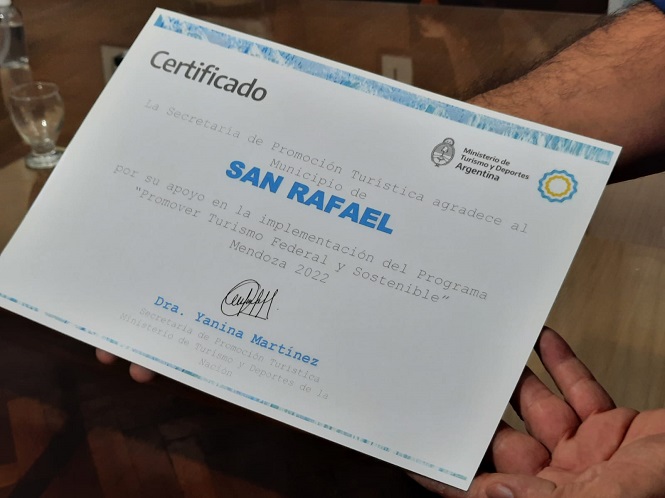 Certificado
Ministerio de
Turismo y Deportes
Argentina
La Secretaría de Promoción Turística agradece al
Municipio de
SAN RAFAEL
por su apoyo en la implementación del Programa
"Promover Turismo Federal y Sostenible"
Mendoza 2022
Dra. Yanina Martínez
Secretaria de Promoción Turística
Ministerio de Turismo y Deportes de la
Nación